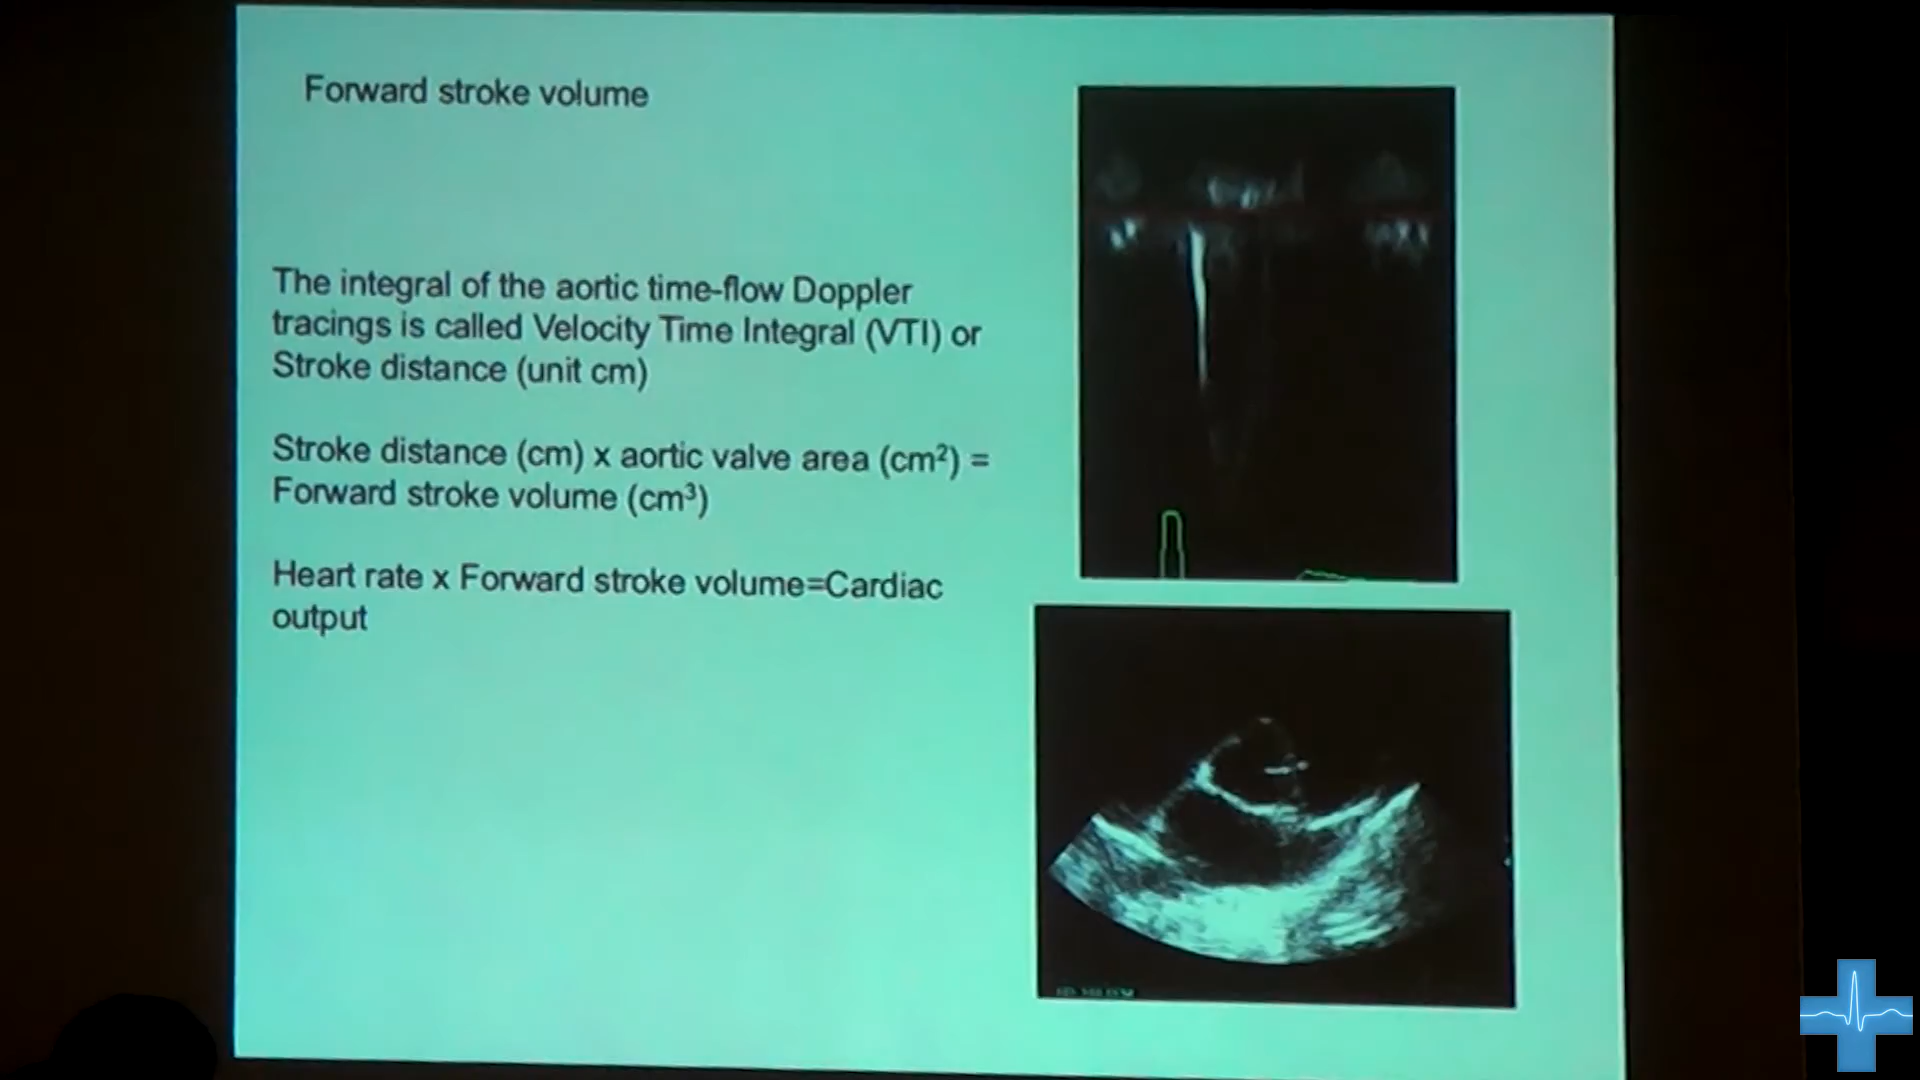 Forward stroke volume
The integral of the aortic time-flow Doppler
tracings is called Velocity Time Integral (VTI) or
Stroke distance (unit cm)
Stroke distance (cm) x aortic valve area (cm²) =
Forward stroke volume (cm³)
Heart rate x Forward stroke volume=Cardiac
output